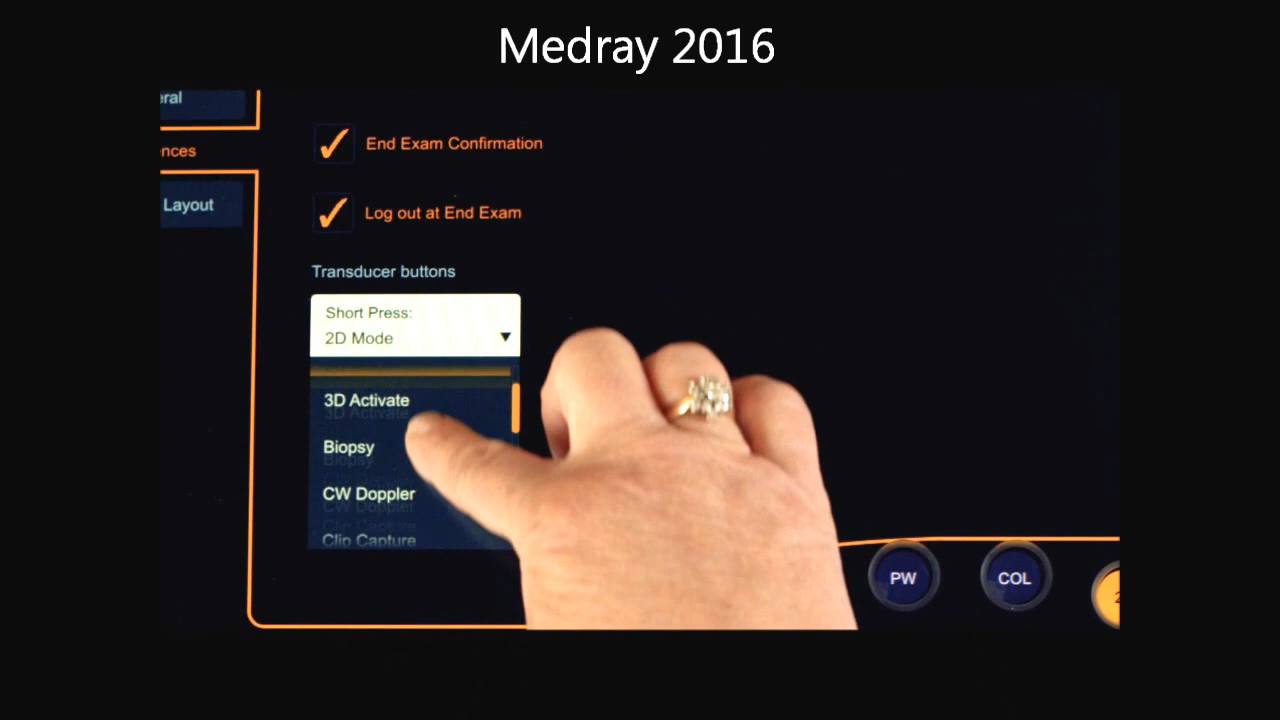 Medray 2016
eral
End Exam Confirmation
ences
Layout
Log out at End Exam
Transducer buttons
Short Press:
2D Mode
3D Activate
Biopsy
CW Doppler
Clip Capture
PW
COL
2